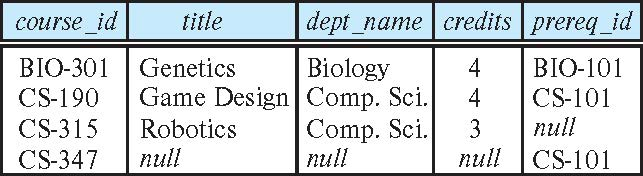 course_id title dept_name credits prereq_id
BIO-301 Genetics Biology 4 BIO-101
CS-190 Game Design Comp. Sci. 4 CS-101
CS-315 Robotics Comp. Sci. 3 null
CS-347 null null null CS-101